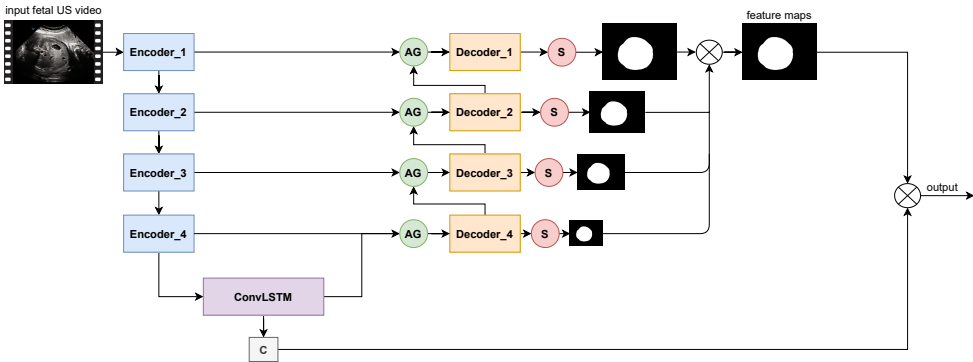 input fetal US video
feature maps
Encoder_1
AG
Decoder_1
S
Encoder_2
AG
Decoder_2
S
Encoder_3
AG
Decoder_3
S
output
Encoder_4
AG
Decoder_4
S
ConvLSTM
C